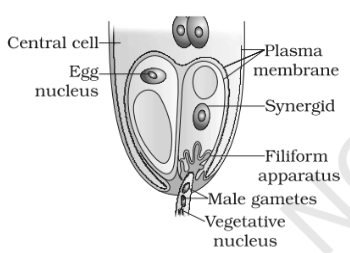 Central cell
Egg
nucleus
Plasma
membrane
Synergid
Filiform
apparatus
Male gametes
Vegetative
nucleus